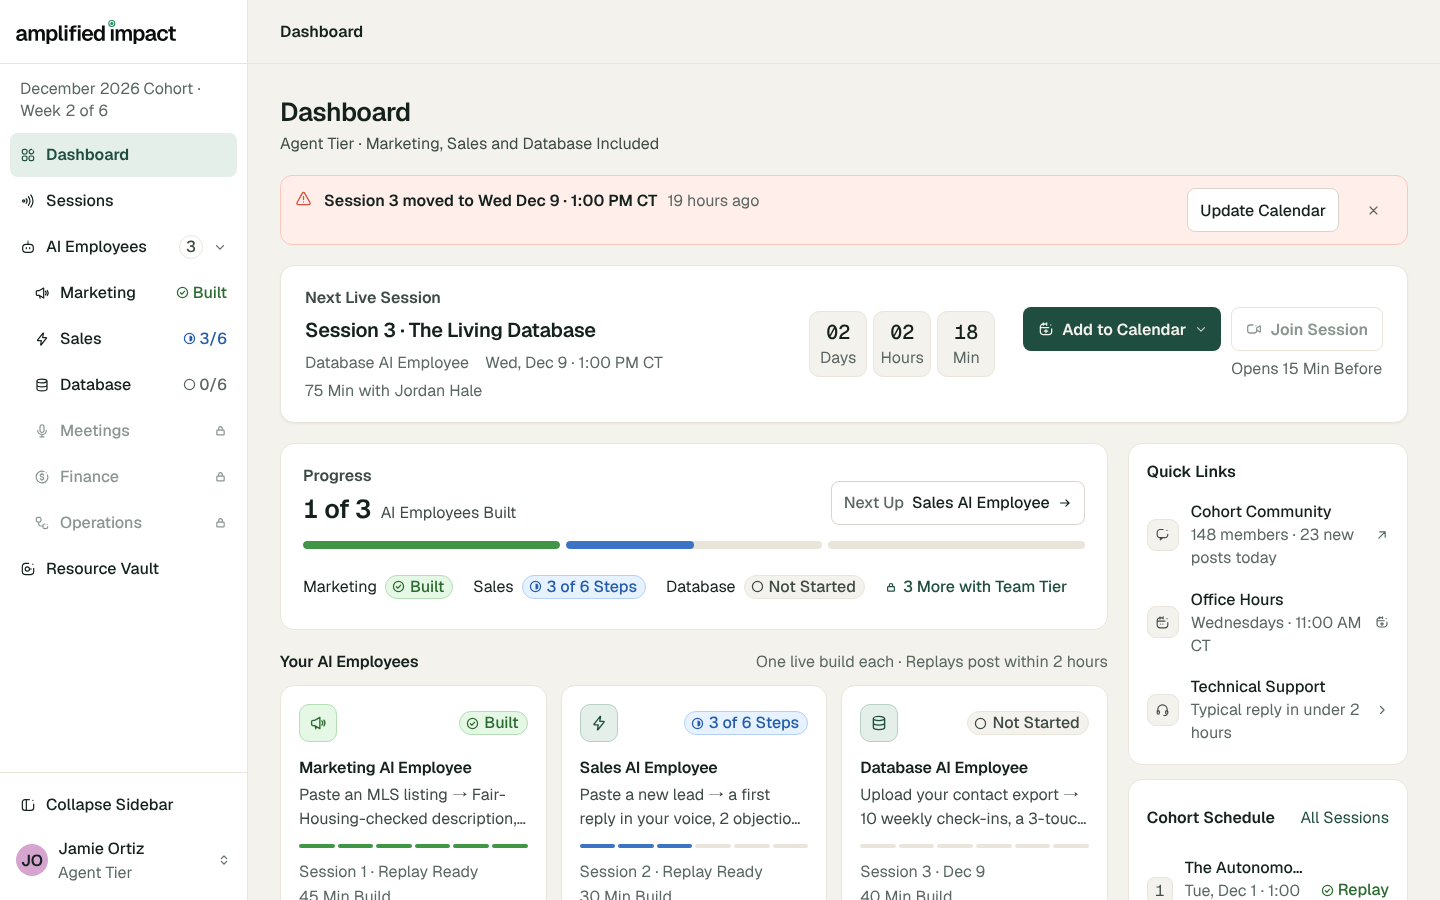 amplified impact
December 2026 Cohort ·
Week 2 of 6
Dashboard
Sessions
AI Employees 3
Marketing Built
Sales 3/6
Database 0/6
Meetings
Finance
Operations
Resource Vault
Collapse Sidebar
JO
Jamie Ortiz
Agent Tier
Dashboard
Dashboard
Agent Tier · Marketing, Sales and Database Included
Session 3 moved to Wed Dec 9 · 1:00 PM CT 19 hours ago
Update Calendar
Next Live Session
Session 3 · The Living Database
Database AI Employee Wed, Dec 9 · 1:00 PM CT
75 Min with Jordan Hale
02 Days
02 Hours
18 Min
Add to Calendar
Join Session
Opens 15 Min Before
Progress
1 of 3 AI Employees Built
Next Up Sales AI Employee →
Marketing Built Sales 3 of 6 Steps Database Not Started 3 More with Team Tier
Your AI Employees
One live build each · Replays post within 2 hours
Built
Marketing AI Employee
Paste an MLS listing → Fair-
Housing-checked description,...
Session 1 · Replay Ready
45 Min Build
3 of 6 Steps
Sales AI Employee
Paste a new lead → a first
reply in your voice, 2 objectio...
Session 2 · Replay Ready
30 Min Build
Not Started
Database AI Employee
Upload your contact export →
10 weekly check-ins, a 3-touc...
Session 3 · Dec 9
40 Min Build
Quick Links
Cohort Community
148 members · 23 new
posts today
Office Hours
Wednesdays · 11:00 AM
CT
Technical Support
Typical reply in under 2
hours
Cohort Schedule
All Sessions
1
The Autonomo...
Tue, Dec 1 · 1:00
Replay